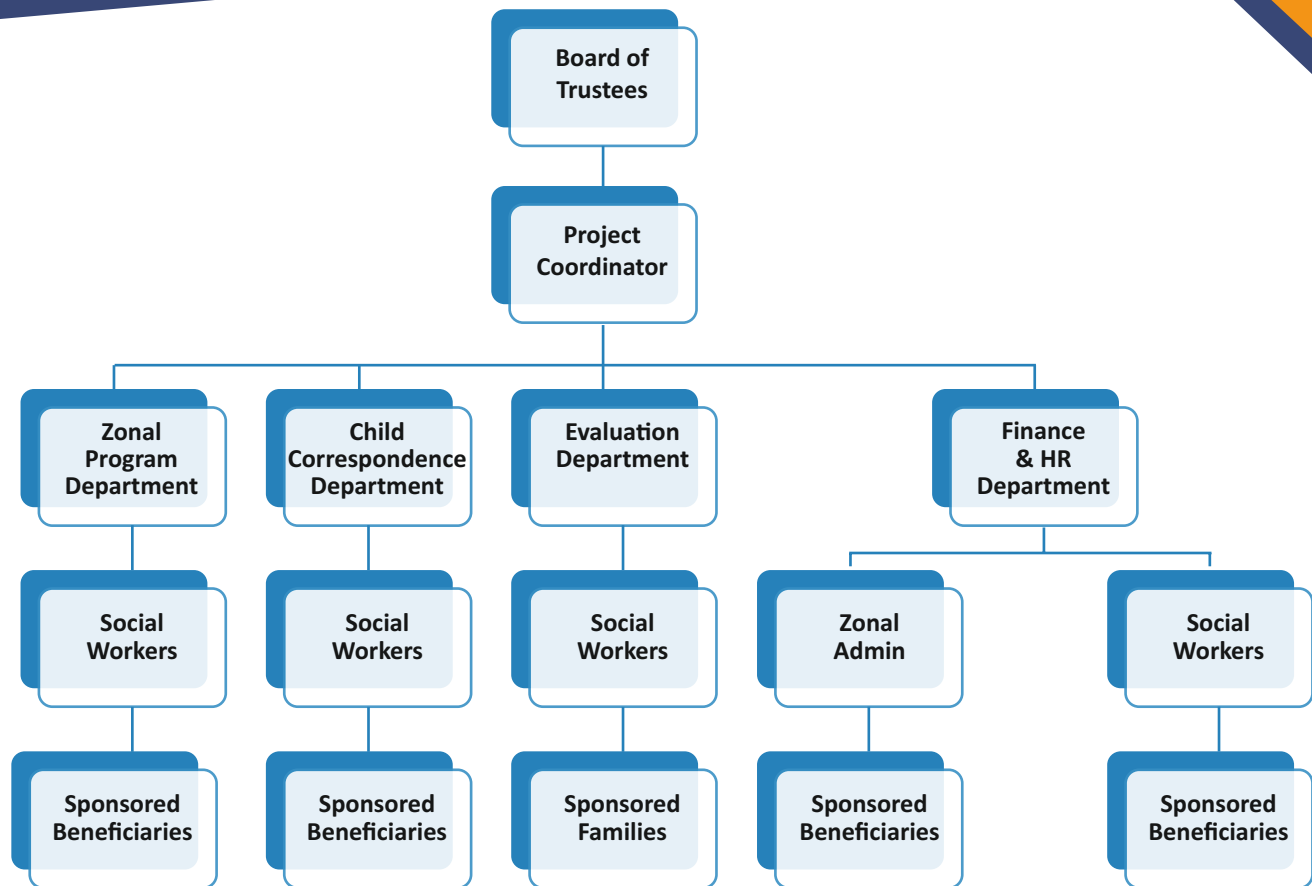 Board of
Trustees
Project
Coordinator
Zonal
Program
Department
Child
Correspondence
Department
Evaluation
Department
Finance
& HR
Department
Social
Workers
Social
Workers
Social
Workers
Zonal
Admin
Social
Workers
Sponsored
Beneficiaries
Sponsored
Beneficiaries
Sponsored
Families
Sponsored
Beneficiaries
Sponsored
Beneficiaries